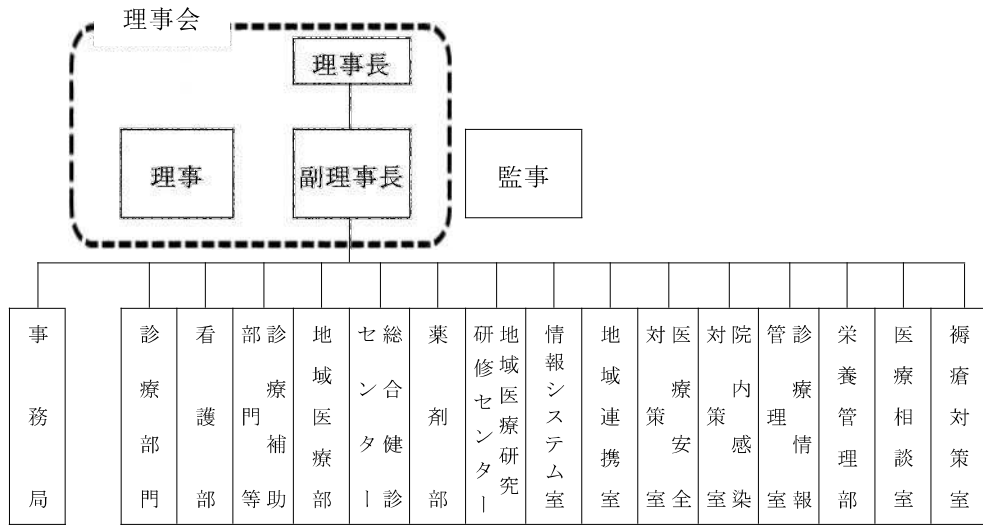 理事会
理事長
理事
副理事長
監事
事務局
診療部門
看護部
診療補助
部門等
地域医療部
総合健診
センター
薬剤部
地域医療研究
研修センター
情報システム室
地域連携室
医療安全
対策室
院内感染
対策室
診療情報
管理室
栄養管理部
医療相談室
褥瘡対策室